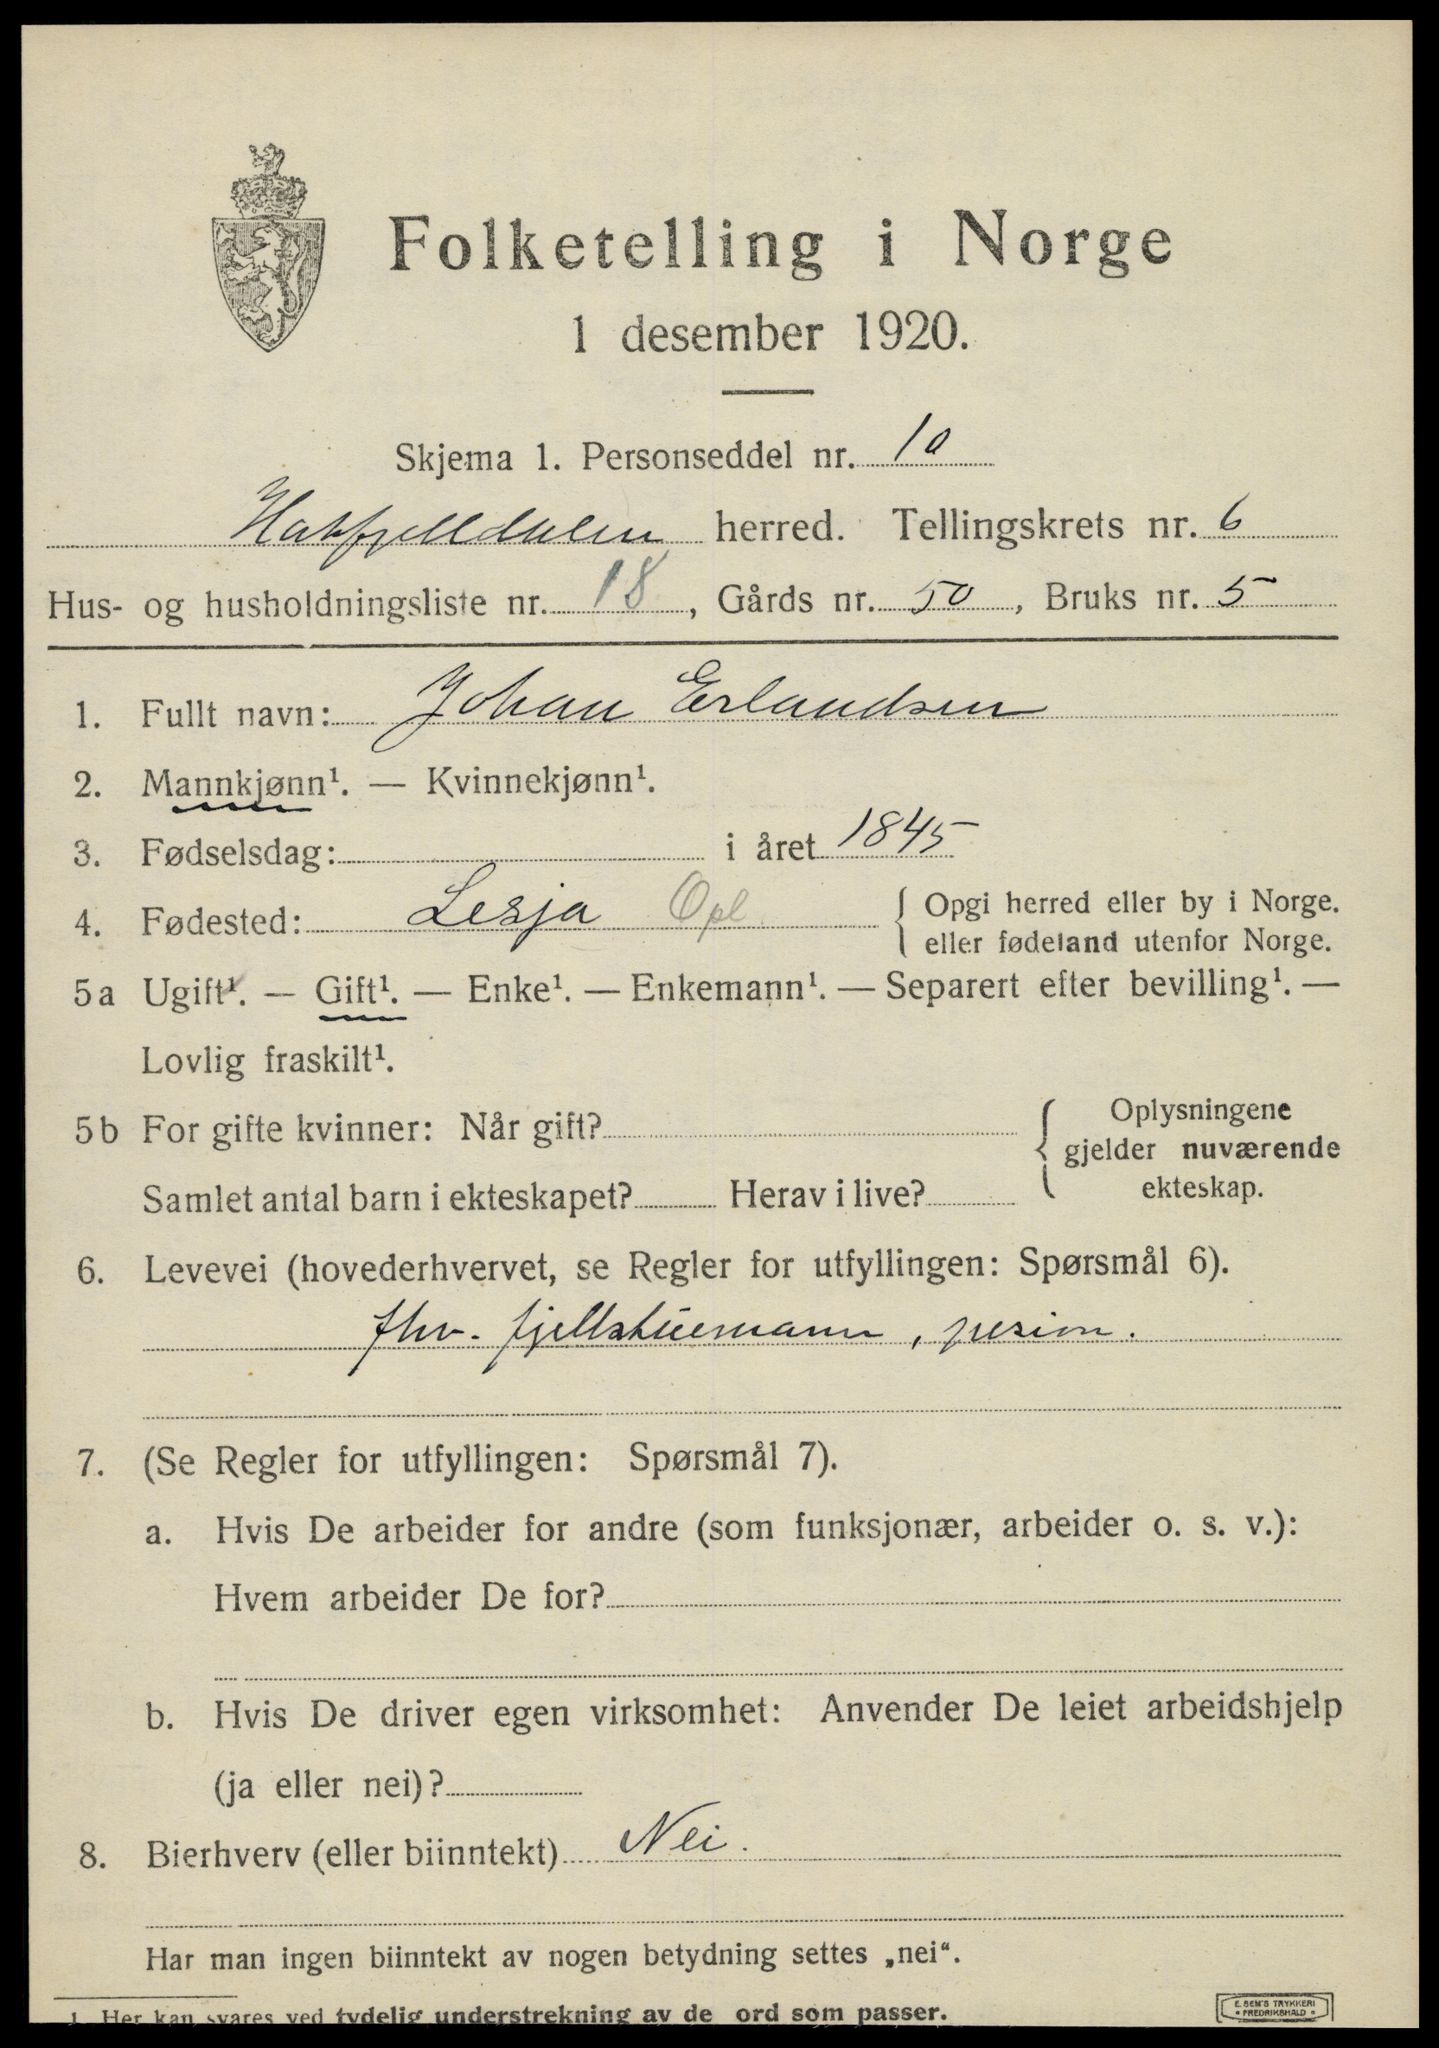 Folketelling i Norge
1 desember 1920.
Skjema 1. Personseddel nr. 10
Hatfjelldalen herred. Tellingskrets nr. 6
Hus- og husholdningsliste nr. 18, Gårds nr. 50, Bruks nr. 5
1. Fullt navn: Johan Erlandsen
2. Mannkjønn¹. — Kvinnekjønn¹.
3. Fødselsdag: i året 1845
4. Fødested: Lesja Opl. { Opgi herred eller by i Norge.
eller fødeland utenfor Norge.
5a Ugift¹. — Gift¹. — Enke¹. — Enkemann¹. — Separert efter bevilling¹. —
Lovlig fraskilt¹.
5b For gifte kvinner: Når gift? { Oplysningene
gjelder nuværende
Samlet antal barn i ekteskapet? Herav i live? ekteskap.
6. Levevei (hovederhvervet, se Regler for utfyllingen: Spørsmål 6).
fhv. fjellstuemann, pesion.
7. (Se Regler for utfyllingen: Spørsmål 7).
a. Hvis De arbeider for andre (som funksjonær, arbeider o. s. v.):
Hvem arbeider De for?
b. Hvis De driver egen virksomhet: Anvender De leiet arbeidshjelp
(ja eller nei)?
8. Bierhverv (eller biinntekt) Nei.
Har man ingen biinntekt av nogen betydning settes „nei“.
1. Her kan svares ved tydelig understrekning av de ord som passer.
E. SEM'S TRYKKERI
FREDRIKSHALD